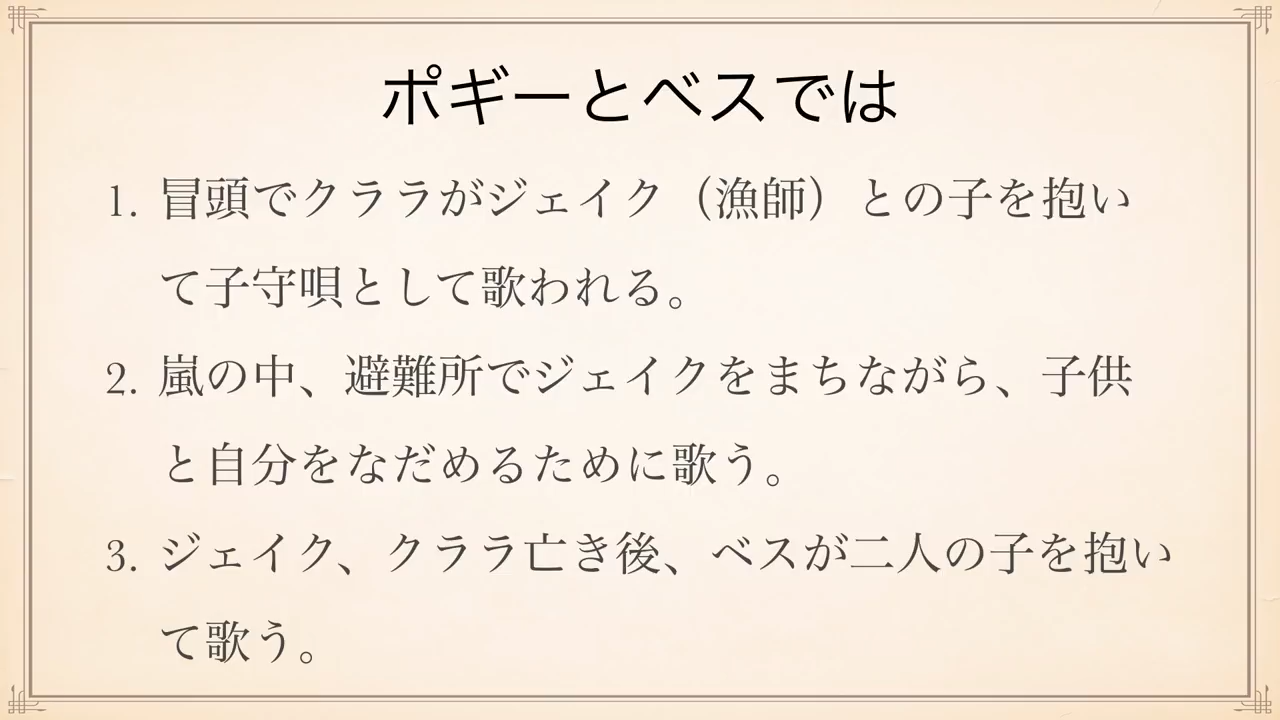 ポギーとベスでは
1. 冒頭でクララがジェイク（漁師）との子を抱い
て子守唄として歌われる。
2. 嵐の中、避難所でジェイクをまちながら、子供
と自分をなだめるために歌う。
3. ジェイク、クララ亡き後、ベスが二人の子を抱い
て歌う。